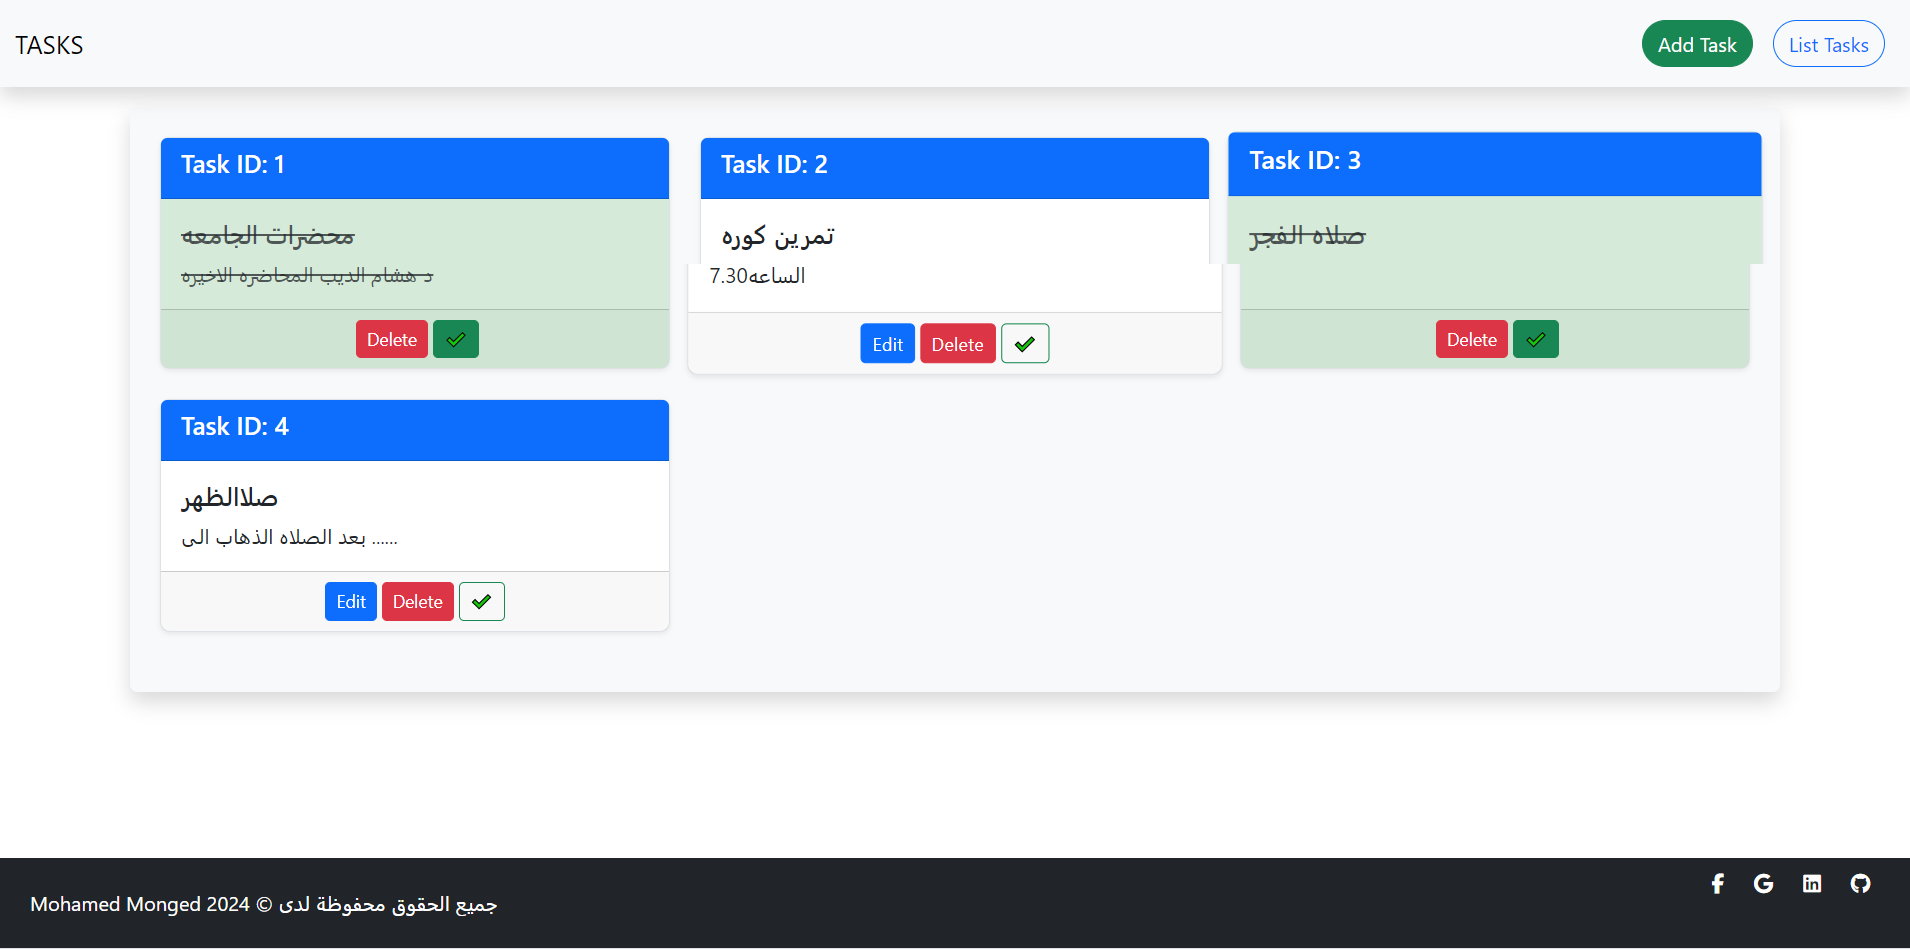 TASKS
Add Task
List Tasks
Task ID: 1
محضرات الجامعه
د هشام الديب المحاضره الاخيره
Delete
Task ID: 2
تمرين كوره
الساعه7.30
Edit Delete
Task ID: 3
صلاه الفجر
Delete
Task ID: 4
صلاالظهر
بعد الصلاه الذهاب الى ......
Edit Delete
جميع الحقوق محفوظة لدى © 2024 Mohamed Monged